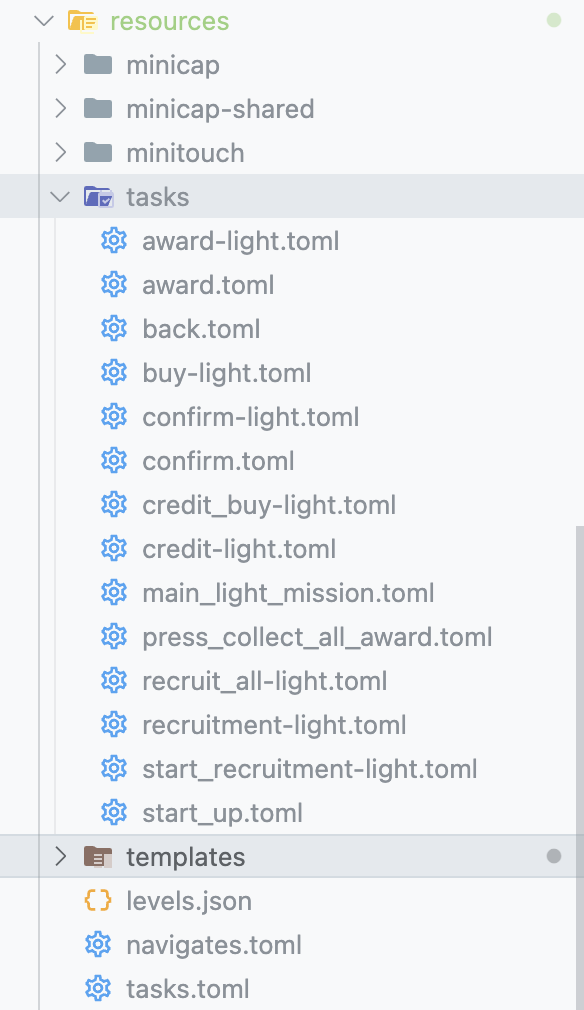 resources
minicap
minicap-shared
minitouch
tasks
award-light.toml
award.toml
back.toml
buy-light.toml
confirm-light.toml
confirm.toml
credit_buy-light.toml
credit-light.toml
main_light_mission.toml
press_collect_all_award.toml
recruit_all-light.toml
recruitment-light.toml
start_recruitment-light.toml
start_up.toml
templates
levels.json
navigates.toml
tasks.toml